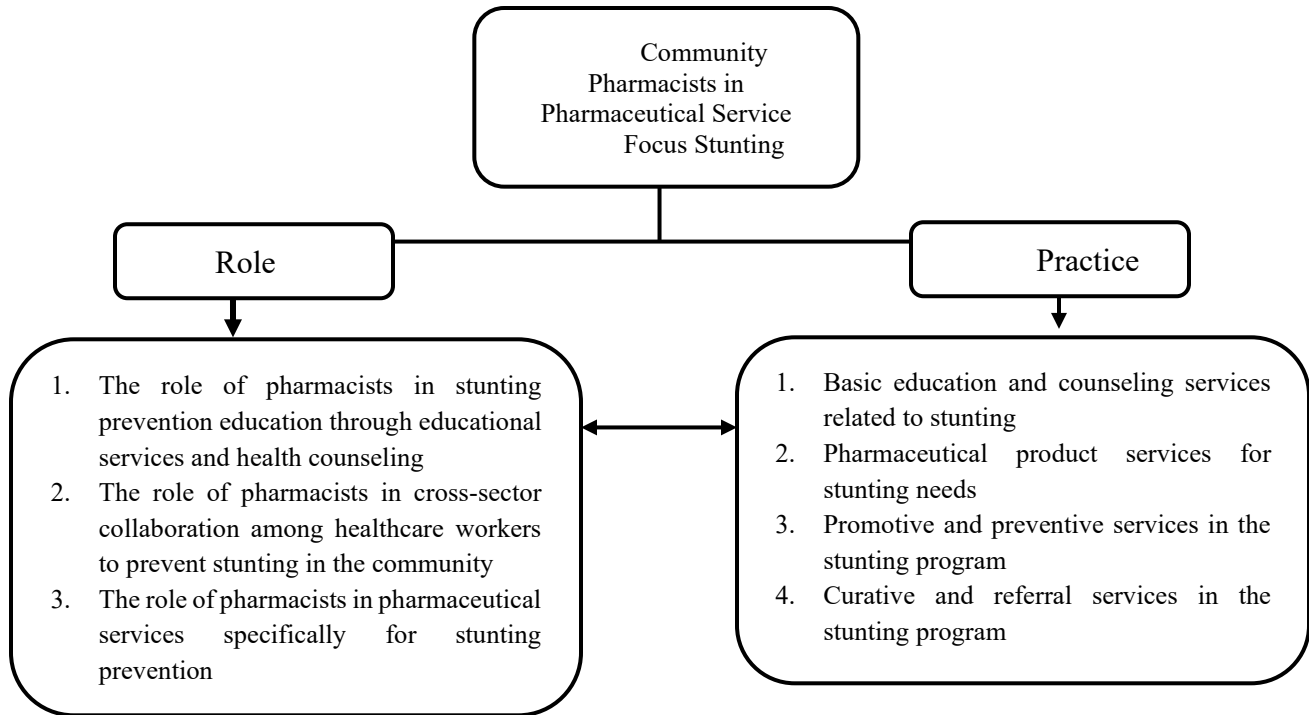 Community
Pharmacists in
Pharmaceutical Service
Focus Stunting
Role
Practice
1. The role of pharmacists in stunting
prevention education through educational
services and health counseling
2. The role of pharmacists in cross-sector
collaboration among healthcare workers
to prevent stunting in the community
3. The role of pharmacists in pharmaceutical
services specifically for stunting
prevention
1. Basic education and counseling services
related to stunting
2. Pharmaceutical product services for
stunting needs
3. Promotive and preventive services in the
stunting program
4. Curative and referral services in the
stunting program